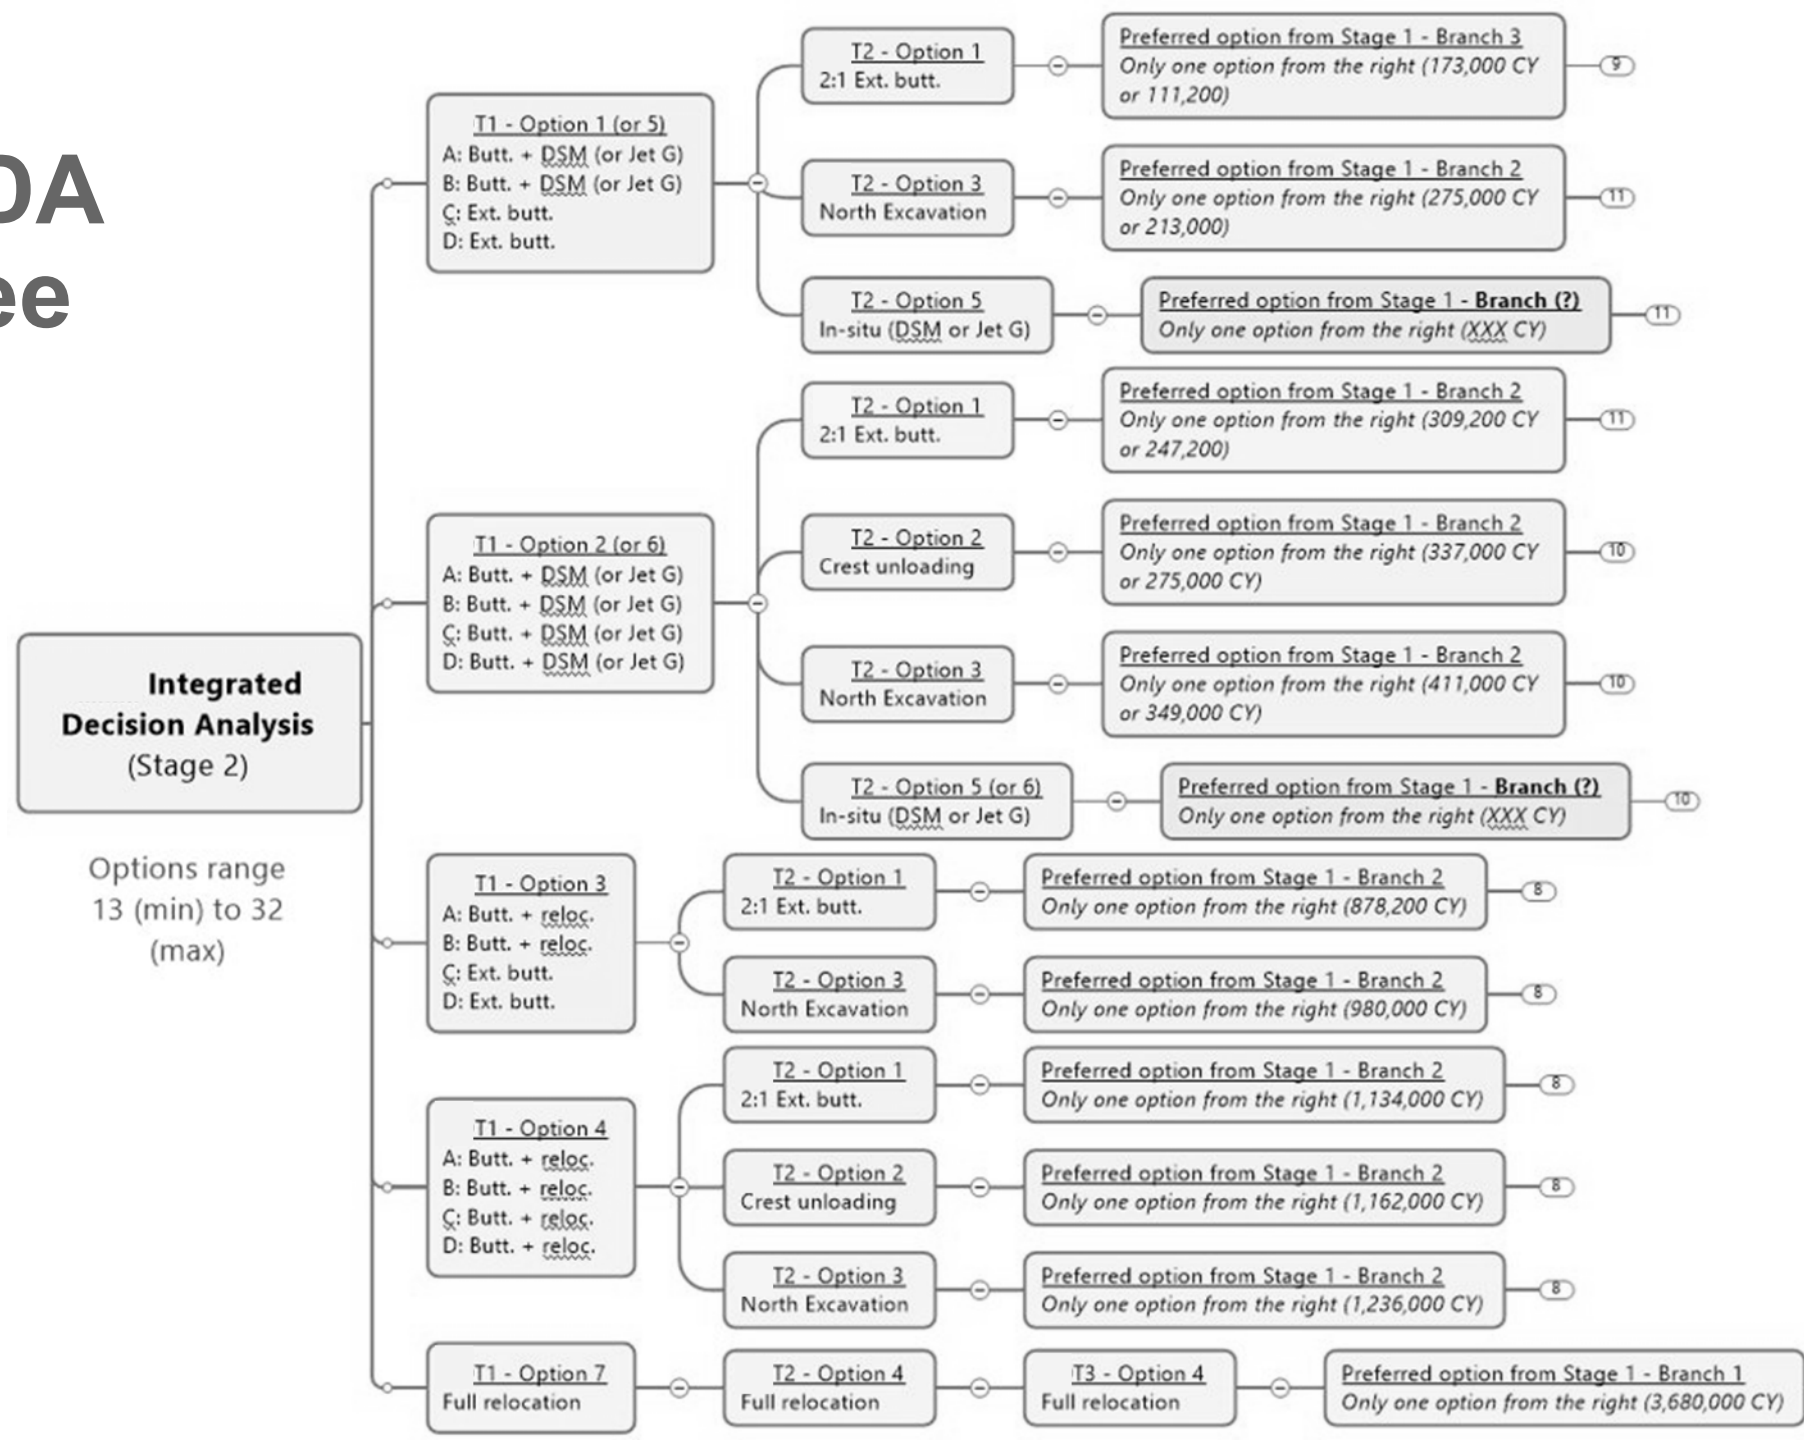 DA
ee
Integrated
Decision Analysis
(Stage 2)
Options range
13 (min) to 32
(max)
T1 - Option 1 (or 5)
A: Butt. + DSM (or Jet G)
B: Butt. + DSM (or Jet G)
C: Ext. butt.
D: Ext. butt.
T2 - Option 1
2:1 Ext. butt.
Preferred option from Stage 1 - Branch 3
Only one option from the right (173,000 CY
or 111,200)
9
T2 - Option 3
North Excavation
Preferred option from Stage 1 - Branch 2
Only one option from the right (275,000 CY
or 213,000)
11
T2 - Option 5
In-situ (DSM or Jet G)
Preferred option from Stage 1 - Branch (?)
Only one option from the right (XXX CY)
11
T1 - Option 2 (or 6)
A: Butt. + DSM (or Jet G)
B: Butt. + DSM (or Jet G)
C: Butt. + DSM (or Jet G)
D: Butt. + DSM (or Jet G)
T2 - Option 1
2:1 Ext. butt.
Preferred option from Stage 1 - Branch 2
Only one option from the right (309,200 CY
or 247,200)
11
T2 - Option 2
Crest unloading
Preferred option from Stage 1 - Branch 2
Only one option from the right (337,000 CY
or 275,000 CY)
10
T2 - Option 3
North Excavation
Preferred option from Stage 1 - Branch 2
Only one option from the right (411,000 CY
or 349,000 CY)
10
T2 - Option 5 (or 6)
In-situ (DSM or Jet G)
Preferred option from Stage 1 - Branch (?)
Only one option from the right (XXX CY)
10
T1 - Option 3
A: Butt. + reloc.
B: Butt. + reloc.
C: Ext. butt.
D: Ext. butt.
T2 - Option 1
2:1 Ext. butt.
Preferred option from Stage 1 - Branch 2
Only one option from the right (878,200 CY)
8
T2 - Option 3
North Excavation
Preferred option from Stage 1 - Branch 2
Only one option from the right (980,000 CY)
8
T1 - Option 4
A: Butt. + reloc.
B: Butt. + reloc.
C: Butt. + reloc.
D: Butt. + reloc.
T2 - Option 1
2:1 Ext. butt.
Preferred option from Stage 1 - Branch 2
Only one option from the right (1,134,000 CY)
8
T2 - Option 2
Crest unloading
Preferred option from Stage 1 - Branch 2
Only one option from the right (1,162,000 CY)
8
T2 - Option 3
North Excavation
Preferred option from Stage 1 - Branch 2
Only one option from the right (1,236,000 CY)
8
T1 - Option 7
Full relocation
T2 - Option 4
Full relocation
T3 - Option 4
Full relocation
Preferred option from Stage 1 - Branch 1
Only one option from the right (3,680,000 CY)